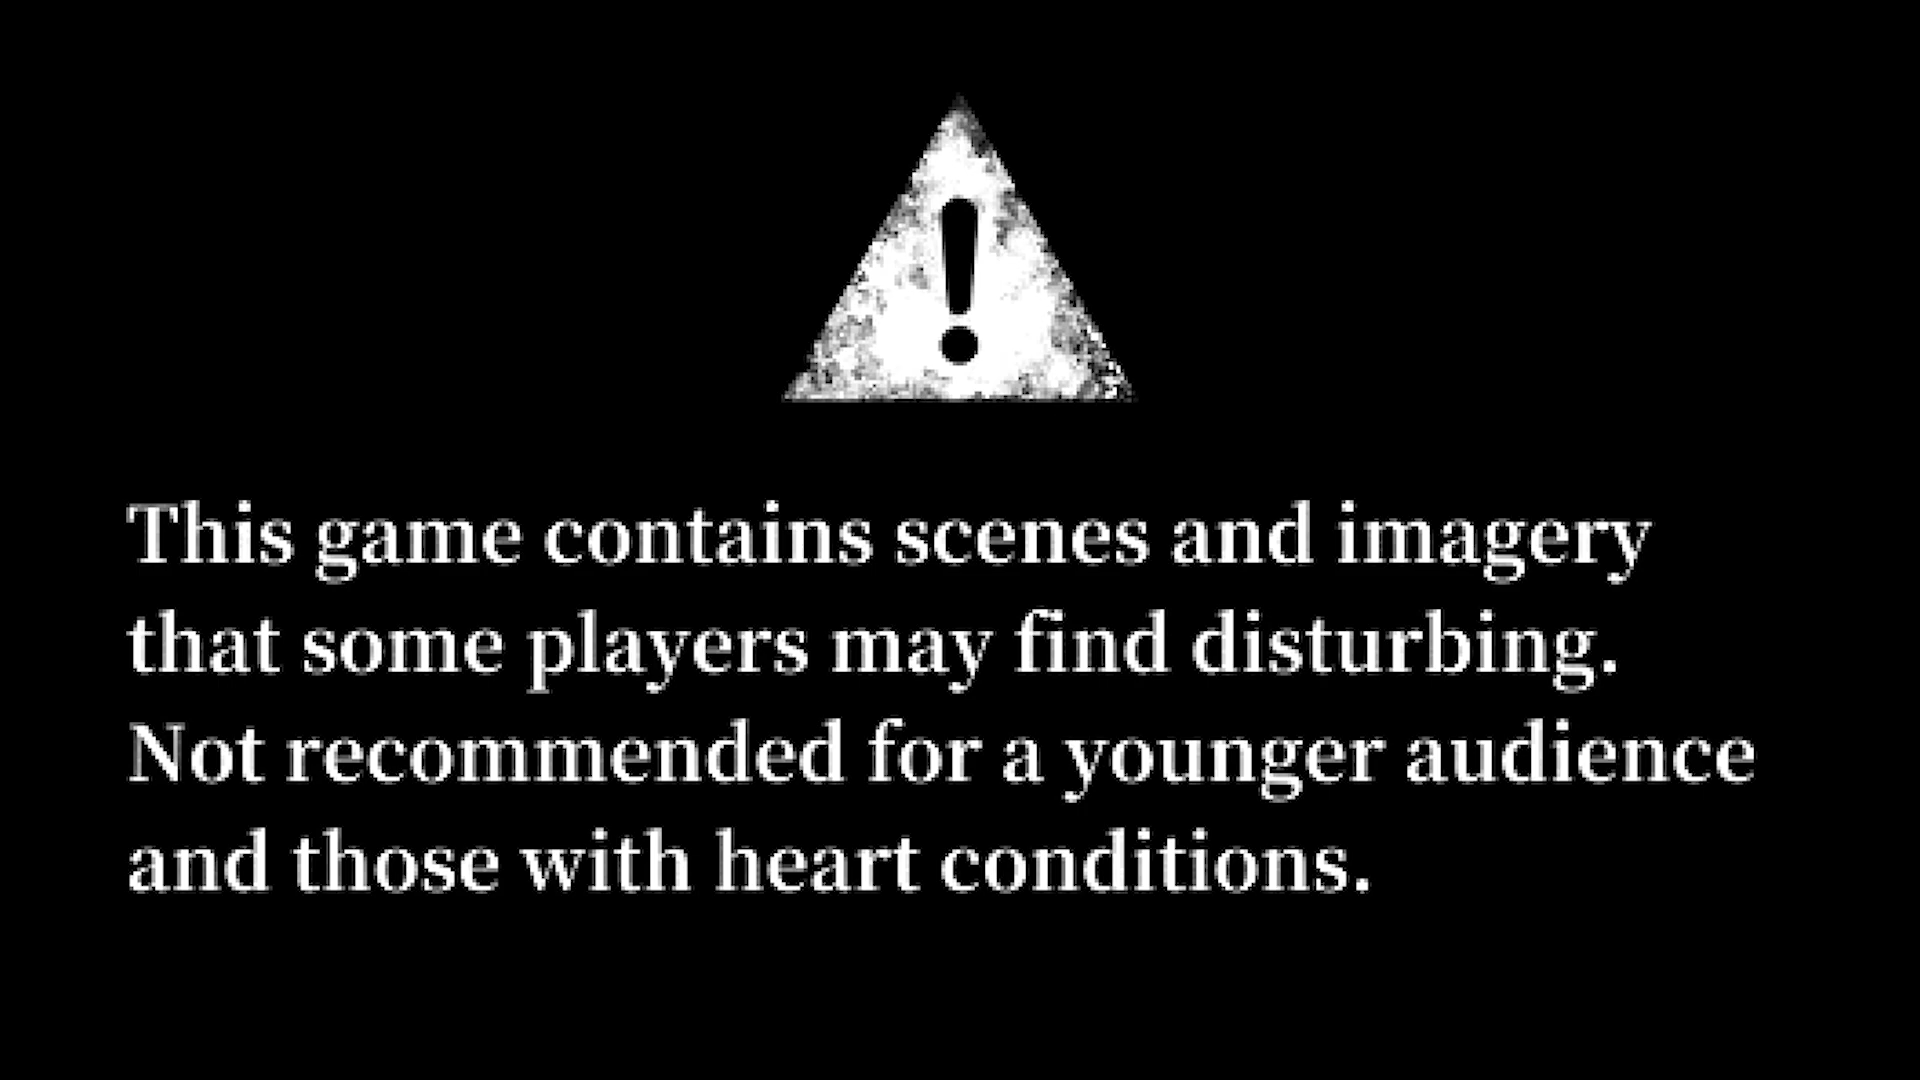 This game contains scenes and imagery
that some players may find disturbing.
Not recommended for a younger audience
and those with heart conditions.